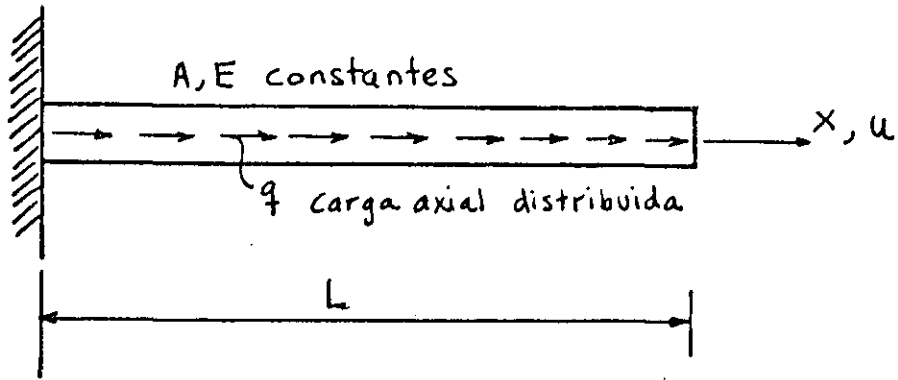 A, E constantes
x, u
q carga axial distribuida
L